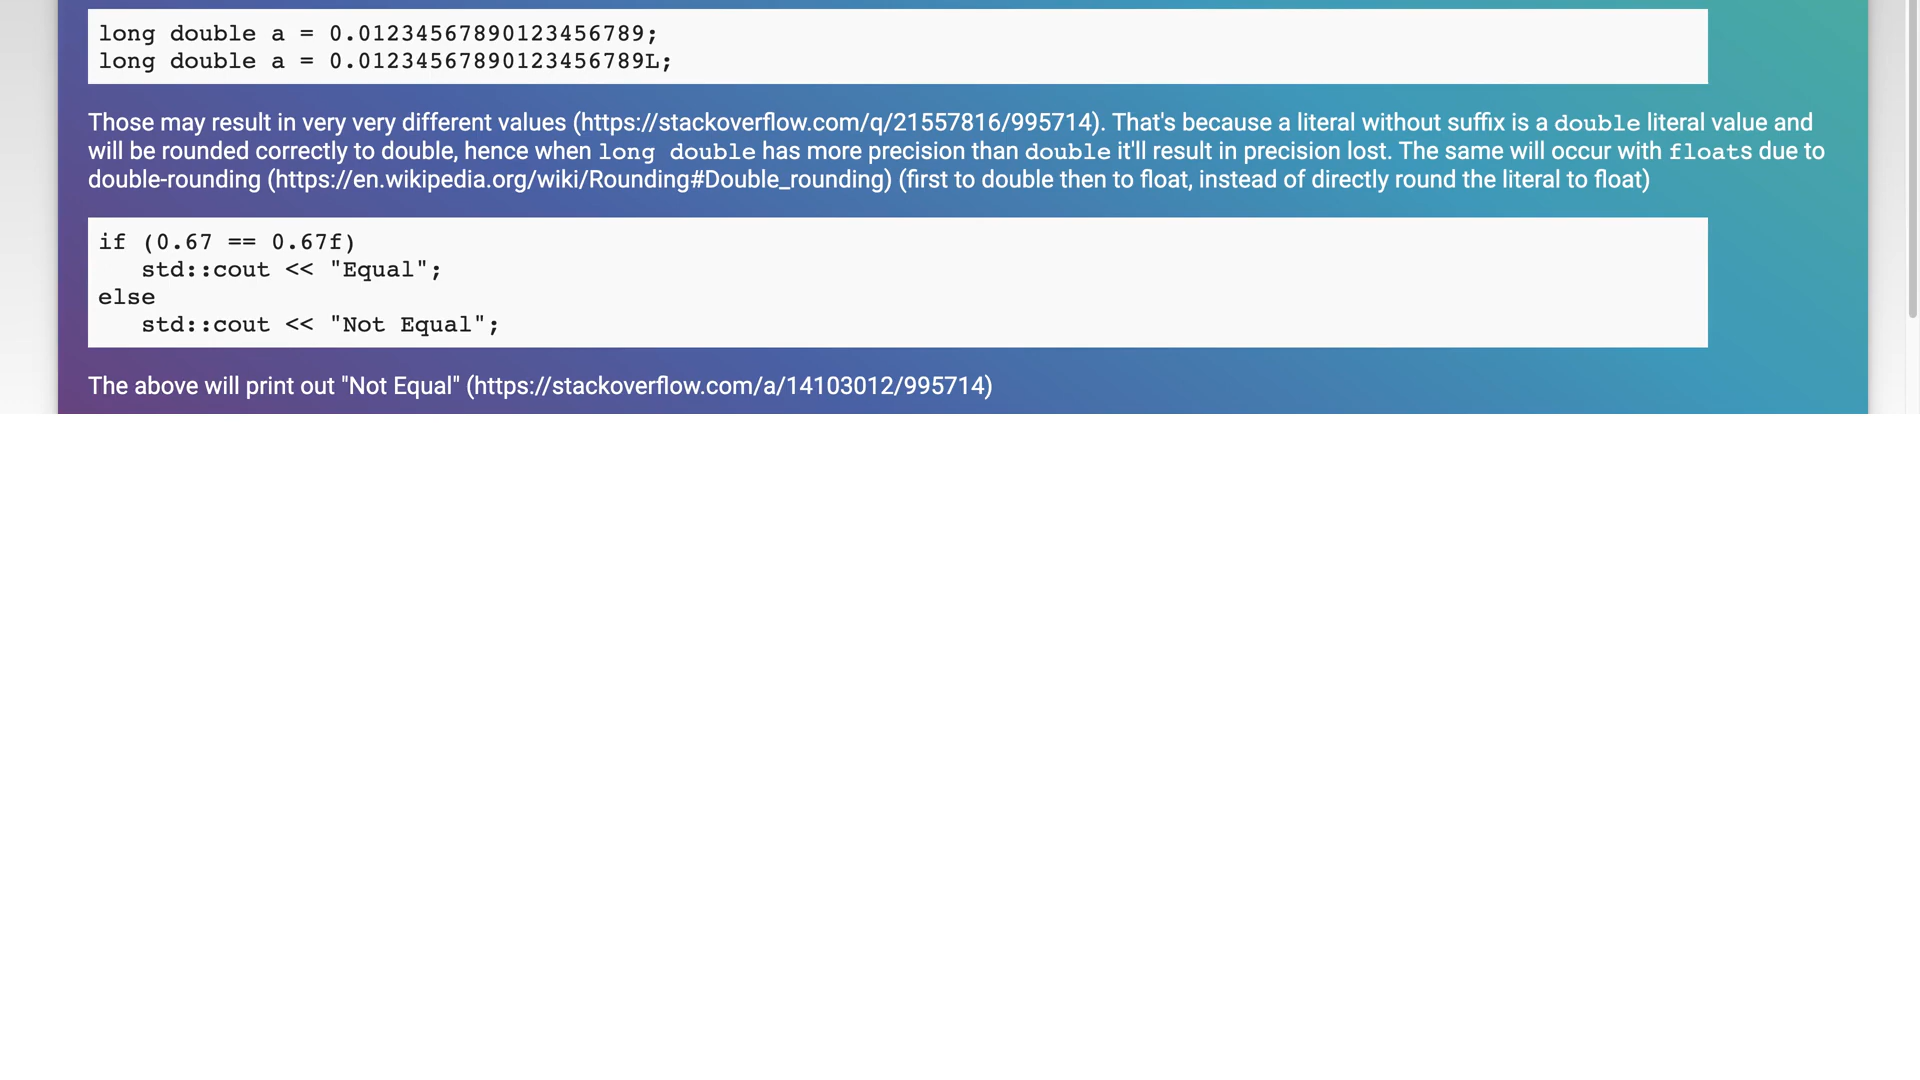 long double a = 0.01234567890123456789;
long double a = 0.01234567890123456789L;
Those may result in very very different values (https://stackoverflow.com/q/21557816/995714). That's because a literal without suffix is a double literal value and
will be rounded correctly to double, hence when long double has more precision than double it'll result in precision lost. The same will occur with floats due to
double-rounding (https://en.wikipedia.org/wiki/Rounding#Double_rounding) (first to double then to float, instead of directly round the literal to float)
if (0.67 == 0.67f)
   std::cout << "Equal";
else
   std::cout << "Not Equal";
The above will print out "Not Equal" (https://stackoverflow.com/a/14103012/995714)